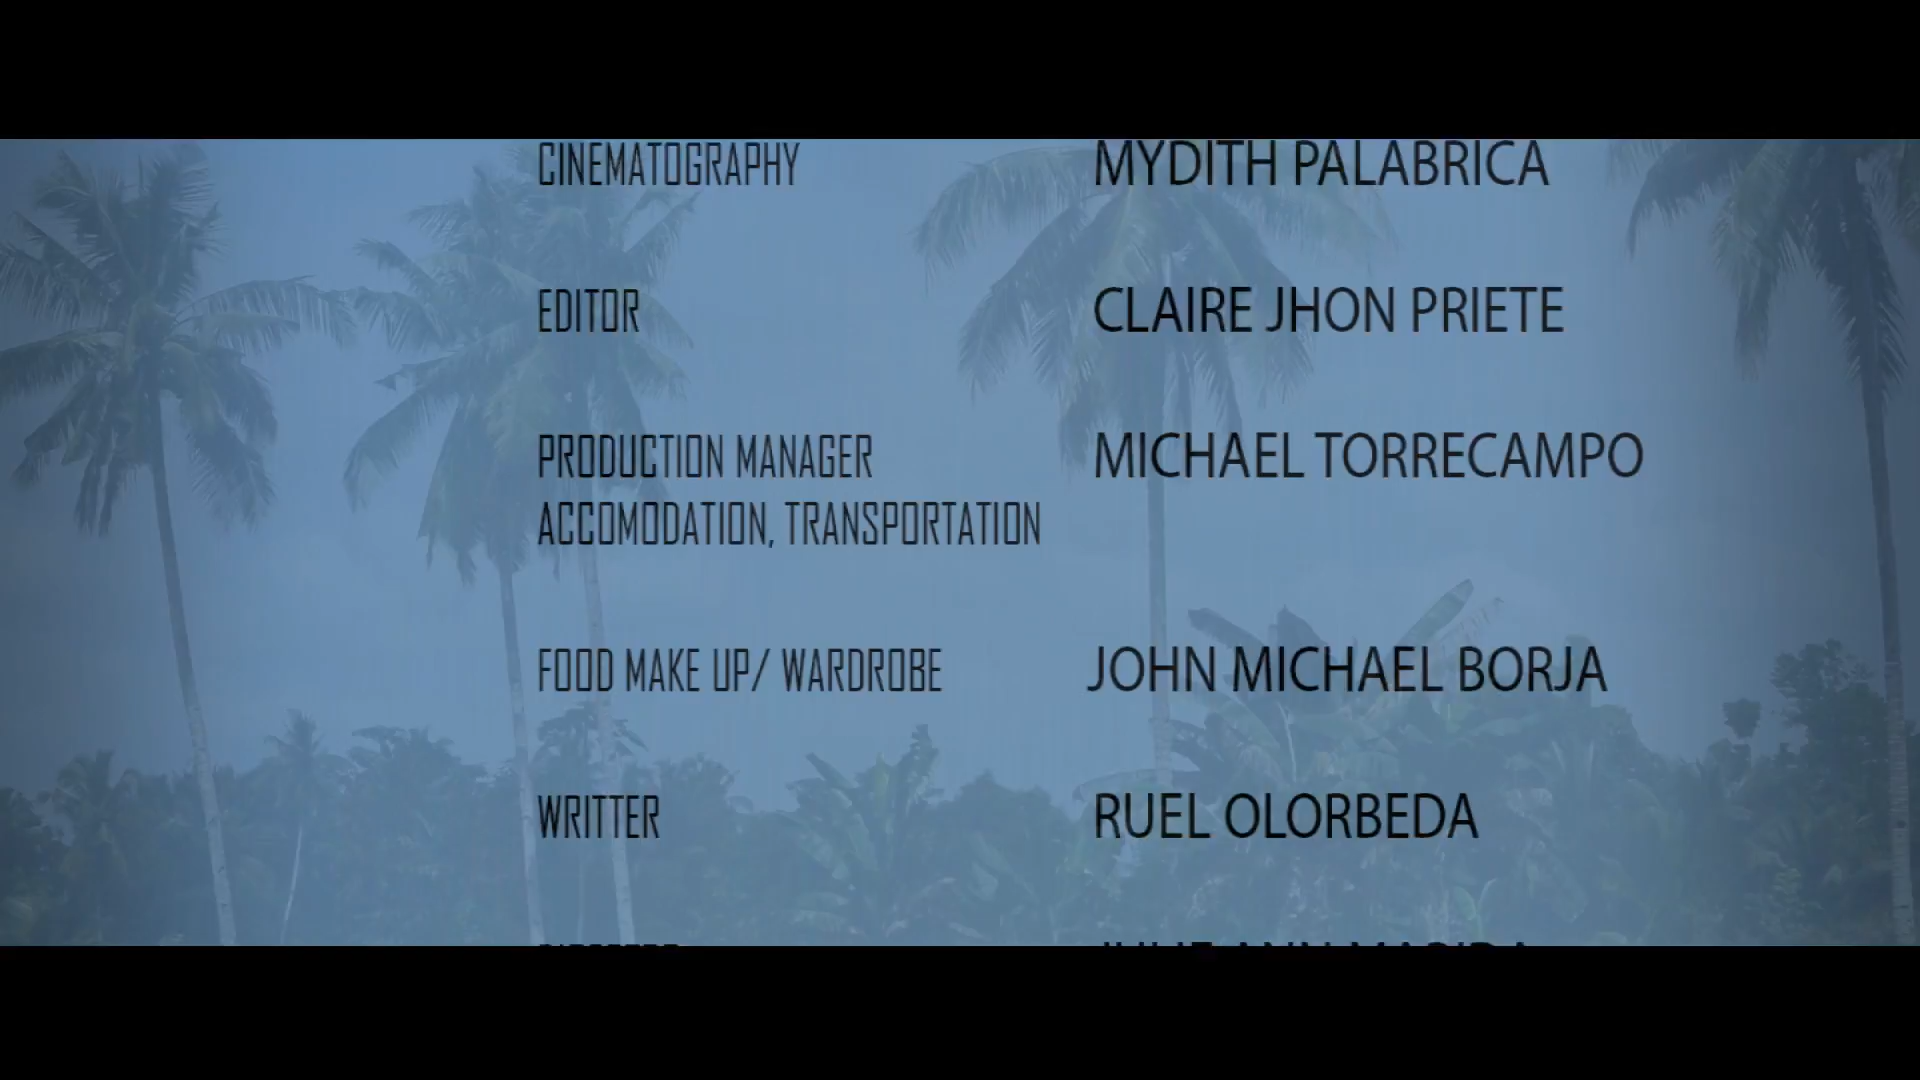 CINEMATOGRAPHY MYDITH PALABRICA
EDITOR CLAIRE JHON PRIETE
PRODUCTION MANAGER MICHAEL TORRECAMPO
ACCOMODATION, TRANSPORTATION
FOOD MAKE UP/ WARDROBE JOHN MICHAEL BORJA
WRITTER RUEL OLORBEDA